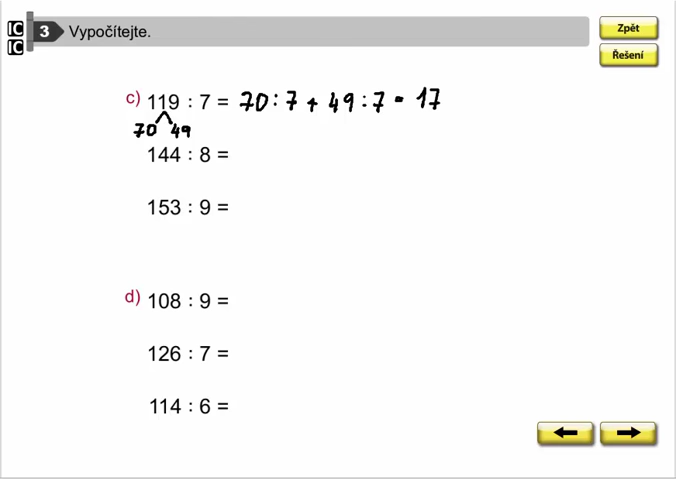 3 Vypočítejte.
Zpět
Řešení
c) 119 : 7 = 70 : 7 + 49 : 7 = 17
70 49
144 : 8 =
153 : 9 =
d) 108 : 9 =
126 : 7 =
114 : 6 =